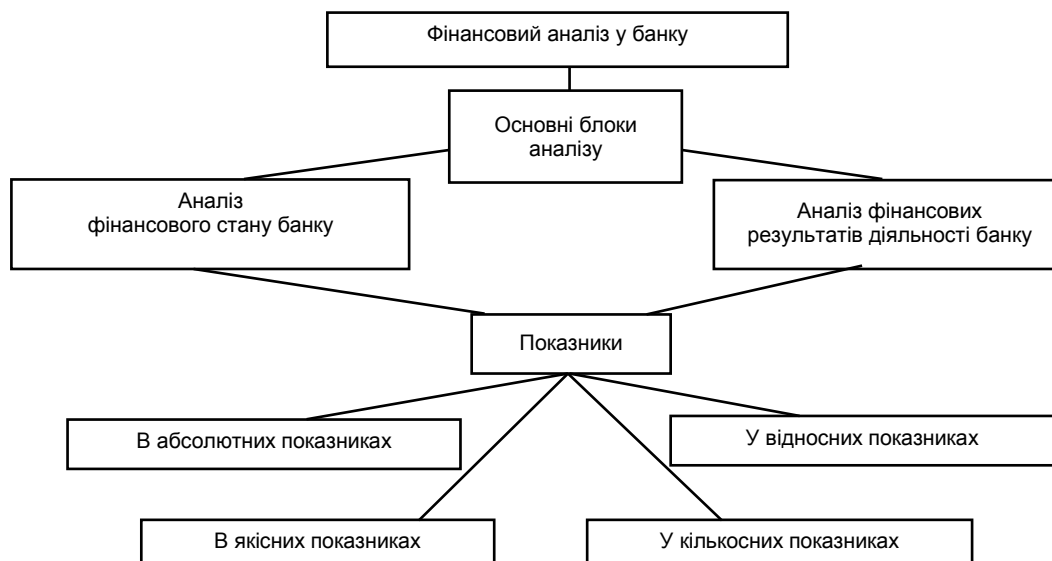 Фінансовий аналіз у банку
Основні блоки
аналізу
Аналіз
фінансового стану банку
Аналіз фінансових
результатів діяльності банку
Показники
В абсолютних показниках
У відносних показниках
В якісних показниках
У кількосних показниках